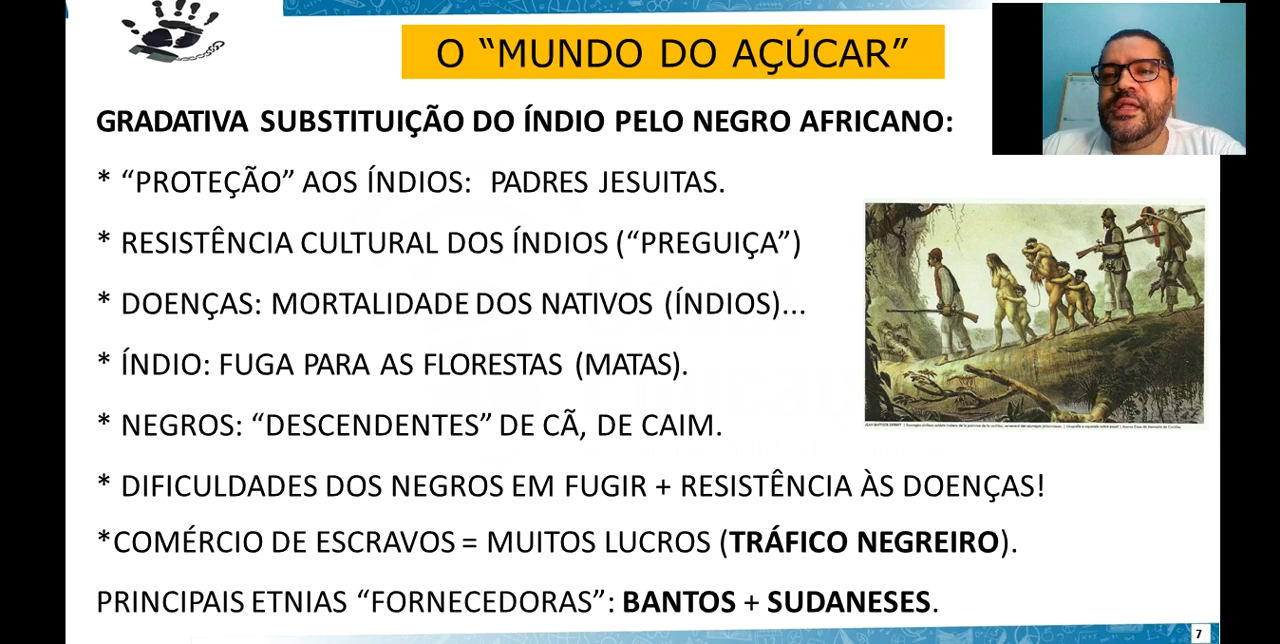 O “MUNDO DO AÇÚCAR”
GRADATIVA SUBSTITUIÇÃO DO ÍNDIO PELO NEGRO AFRICANO:
* “PROTEÇÃO” AOS ÍNDIOS: PADRES JESUITAS.
* RESISTÊNCIA CULTURAL DOS ÍNDIOS (“PREGUIÇA”)
* DOENÇAS: MORTALIDADE DOS NATIVOS (ÍNDIOS)...
* ÍNDIO: FUGA PARA AS FLORESTAS (MATAS).
* NEGROS: “DESCENDENTES” DE CÃ, DE CAIM.
* DIFICULDADES DOS NEGROS EM FUGIR + RESISTÊNCIA ÀS DOENÇAS!
*COMÉRCIO DE ESCRAVOS = MUITOS LUCROS (TRÁFICO NEGREIRO).
PRINCIPAIS ETNIAS “FORNECEDORAS”: BANTOS + SUDANESES.
7